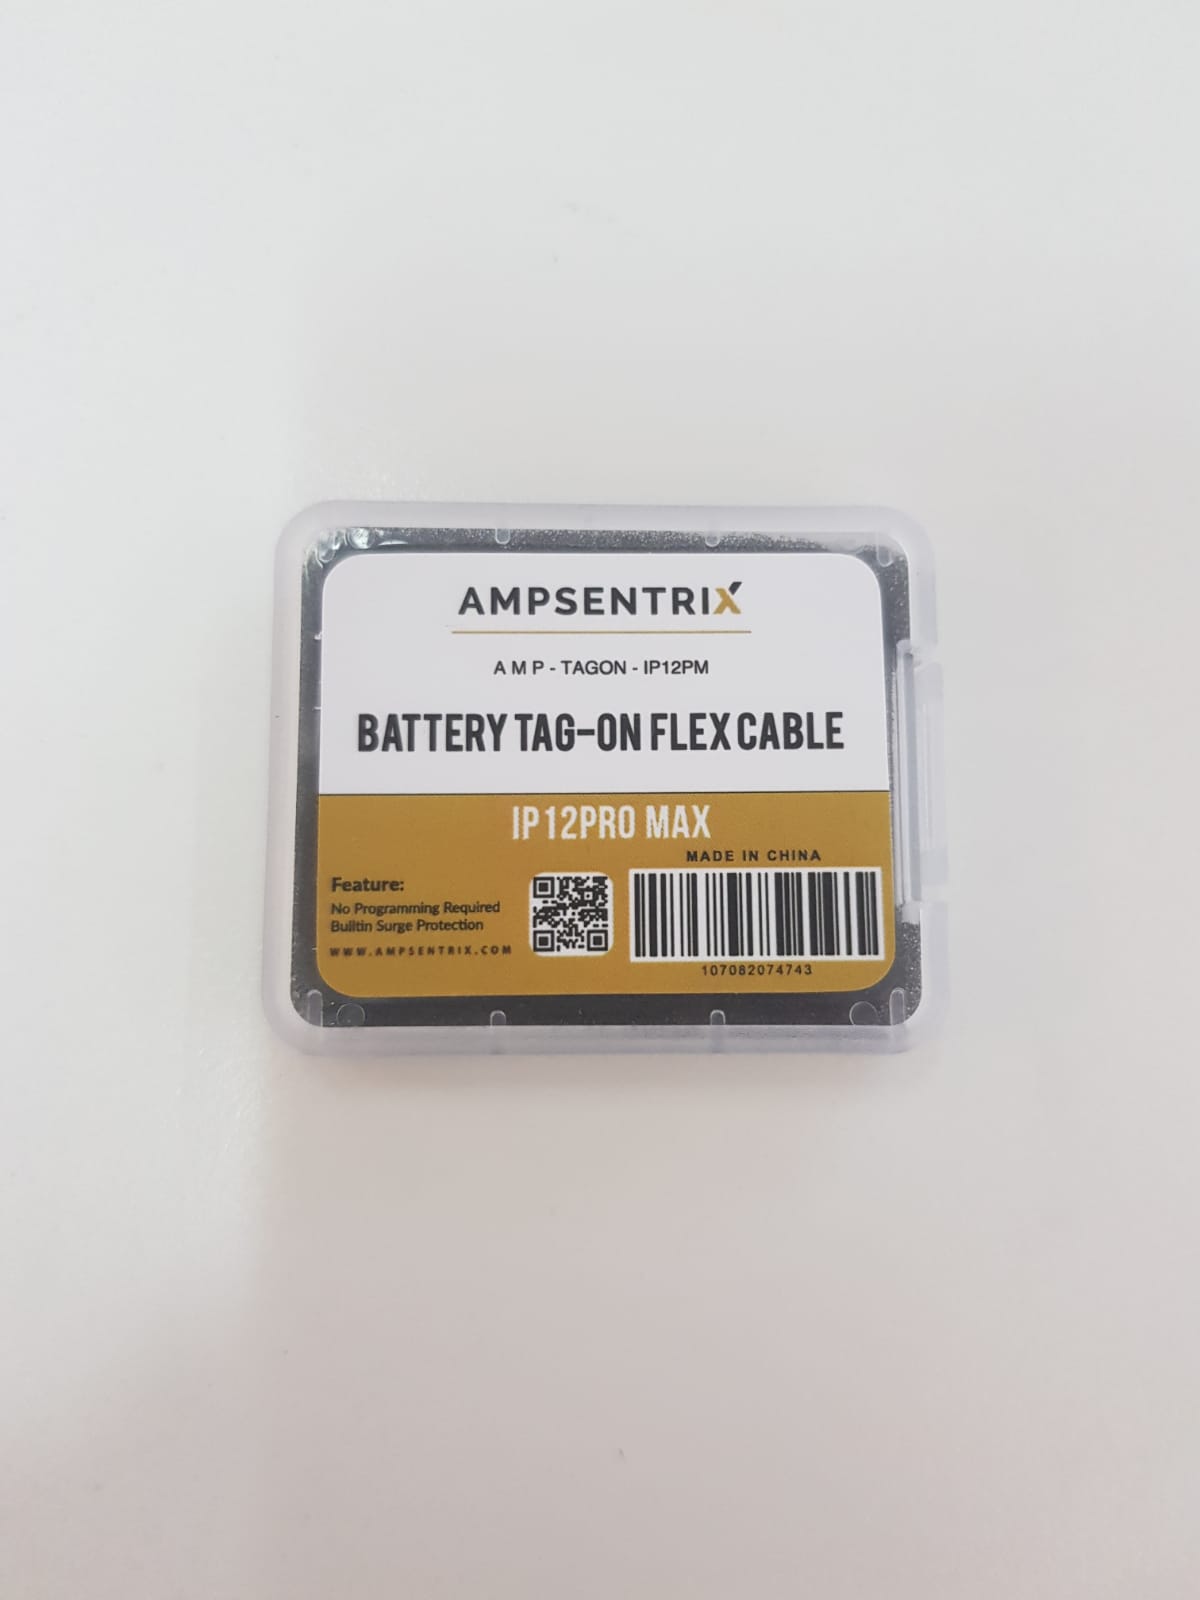 AMPSENTRIX
A M P - TAGON - IP12PM
BATTERY TAG-ON FLEX CABLE
IP12PRO MAX
MADE IN CHINA
Feature:
No Programming Required
Builtin Surge Protection
WWW.AMPSENTRIX.COM
107082074743